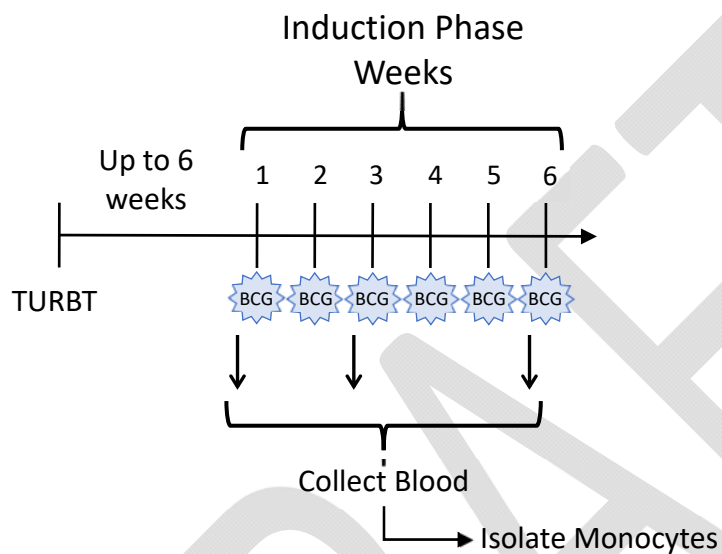 Induction Phase
Weeks
Up to 6
weeks
1 2 3 4 5 6
TURBT
BCG BCG BCG BCG BCG BCG
Collect Blood
Isolate Monocytes